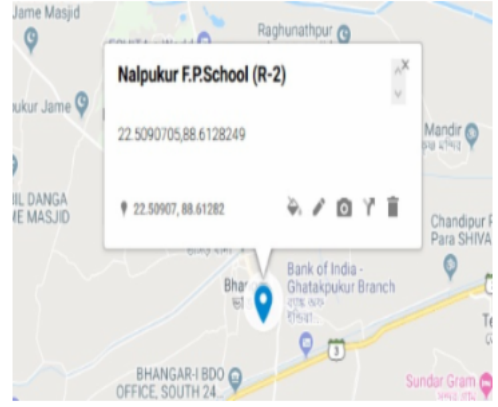 Jame Masjid
Raghunathpur
ukur Jame
Nalpukur F.P.School (R-2)
22.5090705,88.6128249
22.50907, 88.61282
Mandir
IIL DANGA
ME MASJID
Chandipur F
Para SHIVA
Bha
Bank of India -
Ghatakpukur Branch
3
BHANGAR-I BDO
OFFICE, SOUTH 24...
Te
Sundar Gram